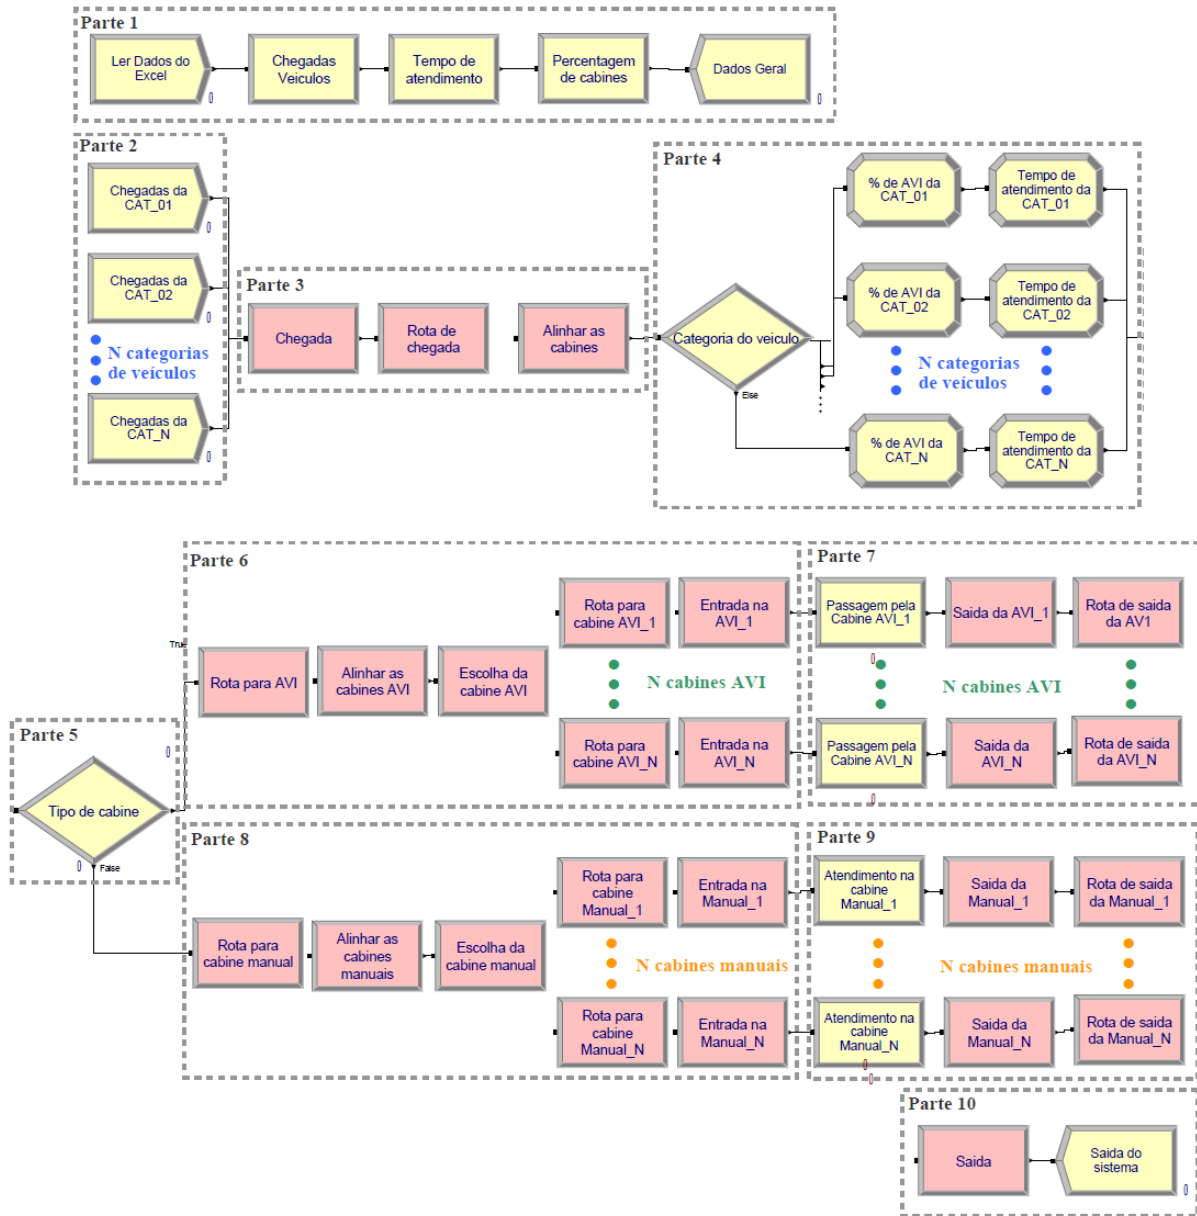 Parte 1
Ler Dados do
Excel
Chegadas
Veiculos
Tempo de
atendimento
Percentagem
de cabines
Dados Geral
Parte 2
Chegadas da
CAT_01
Chegadas da
CAT_02
N categorias
de veículos
Chegadas da
CAT_N
Parte 3
Chegada
Rota de
chegada
Alinhar as
cabines
Parte 4
Categoria do veiculo
Else
% de AVI da
CAT_01
Tempo de
atendimento da
CAT_01
% de AVI da
CAT_02
Tempo de
atendimento da
CAT_02
N categorias
de veículos
% de AVI da
CAT_N
Tempo de
atendimento da
CAT_N
Parte 5
Tipo de cabine
True
False
Parte 6
Rota para AVI
Alinhar as
cabines AVI
Escolha da
cabine AVI
Rota para
cabine AVI_1
Entrada na
AVI_1
N cabines AVI
Rota para
cabine AVI_N
Entrada na
AVI_N
Parte 7
Passagem pela
Cabine AVI_1
Saida da AVI_1
Rota de saida
da AV1
N cabines AVI
Passagem pela
Cabine AVI_N
Saida da
AVI_N
Rota de saida
da AVI_N
Parte 8
Rota para
cabine manual
Alinhar as
cabines
manuais
Escolha da
cabine manual
Rota para
cabine
Manual_1
Entrada na
Manual_1
N cabines manuais
Rota para
cabine
Manual_N
Entrada na
Manual_N
Parte 9
Atendimento na
cabine
Manual_1
Saida da
Manual_1
Rota de saida
da Manual_1
N cabines manuais
Atendimento na
cabine
Manual_N
Saida da
Manual_N
Rota de saida
da Manual_N
Parte 10
Saida
Saida do
sistema